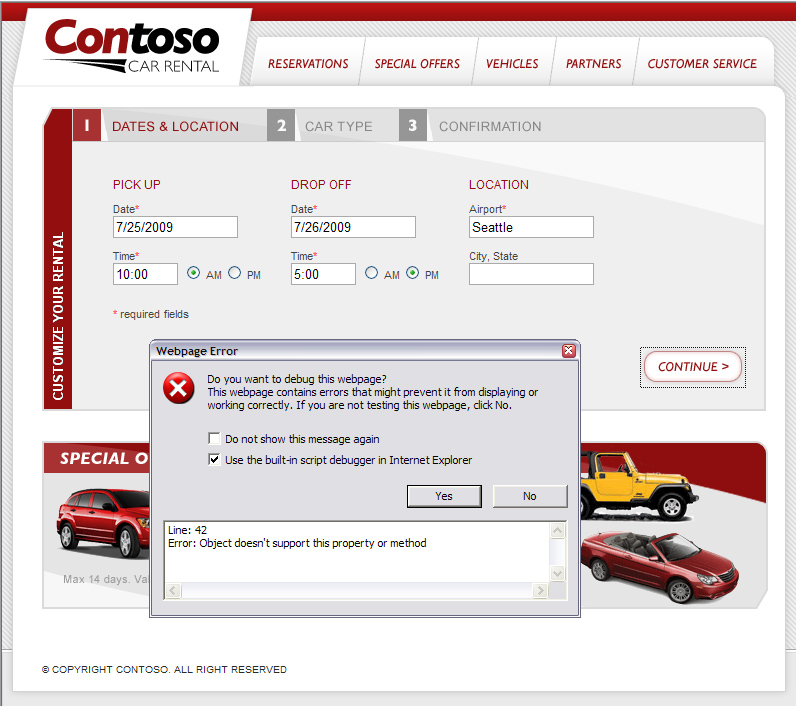 Contoso
CAR RENTAL
RESERVATIONS
SPECIAL OFFERS
VEHICLES
PARTNERS
CUSTOMER SERVICE
CUSTOMIZE YOUR RENTAL
1 DATES & LOCATION
2 CAR TYPE
3 CONFIRMATION
PICK UP
Date*
7/25/2009
Time*
10:00 AM PM
DROP OFF
Date*
7/26/2009
Time*
5:00 AM PM
LOCATION
Airport*
Seattle
City, State
* required fields
CONTINUE >
Webpage Error
Do you want to debug this webpage?
This webpage contains errors that might prevent it from displaying or
working correctly. If you are not testing this webpage, click No.
Do not show this message again
Use the built-in script debugger in Internet Explorer
Yes
No
Line: 42
Error: Object doesn't support this property or method
SPECIAL
Max 14 days.
© COPYRIGHT CONTOSO. ALL RIGHT RESERVED